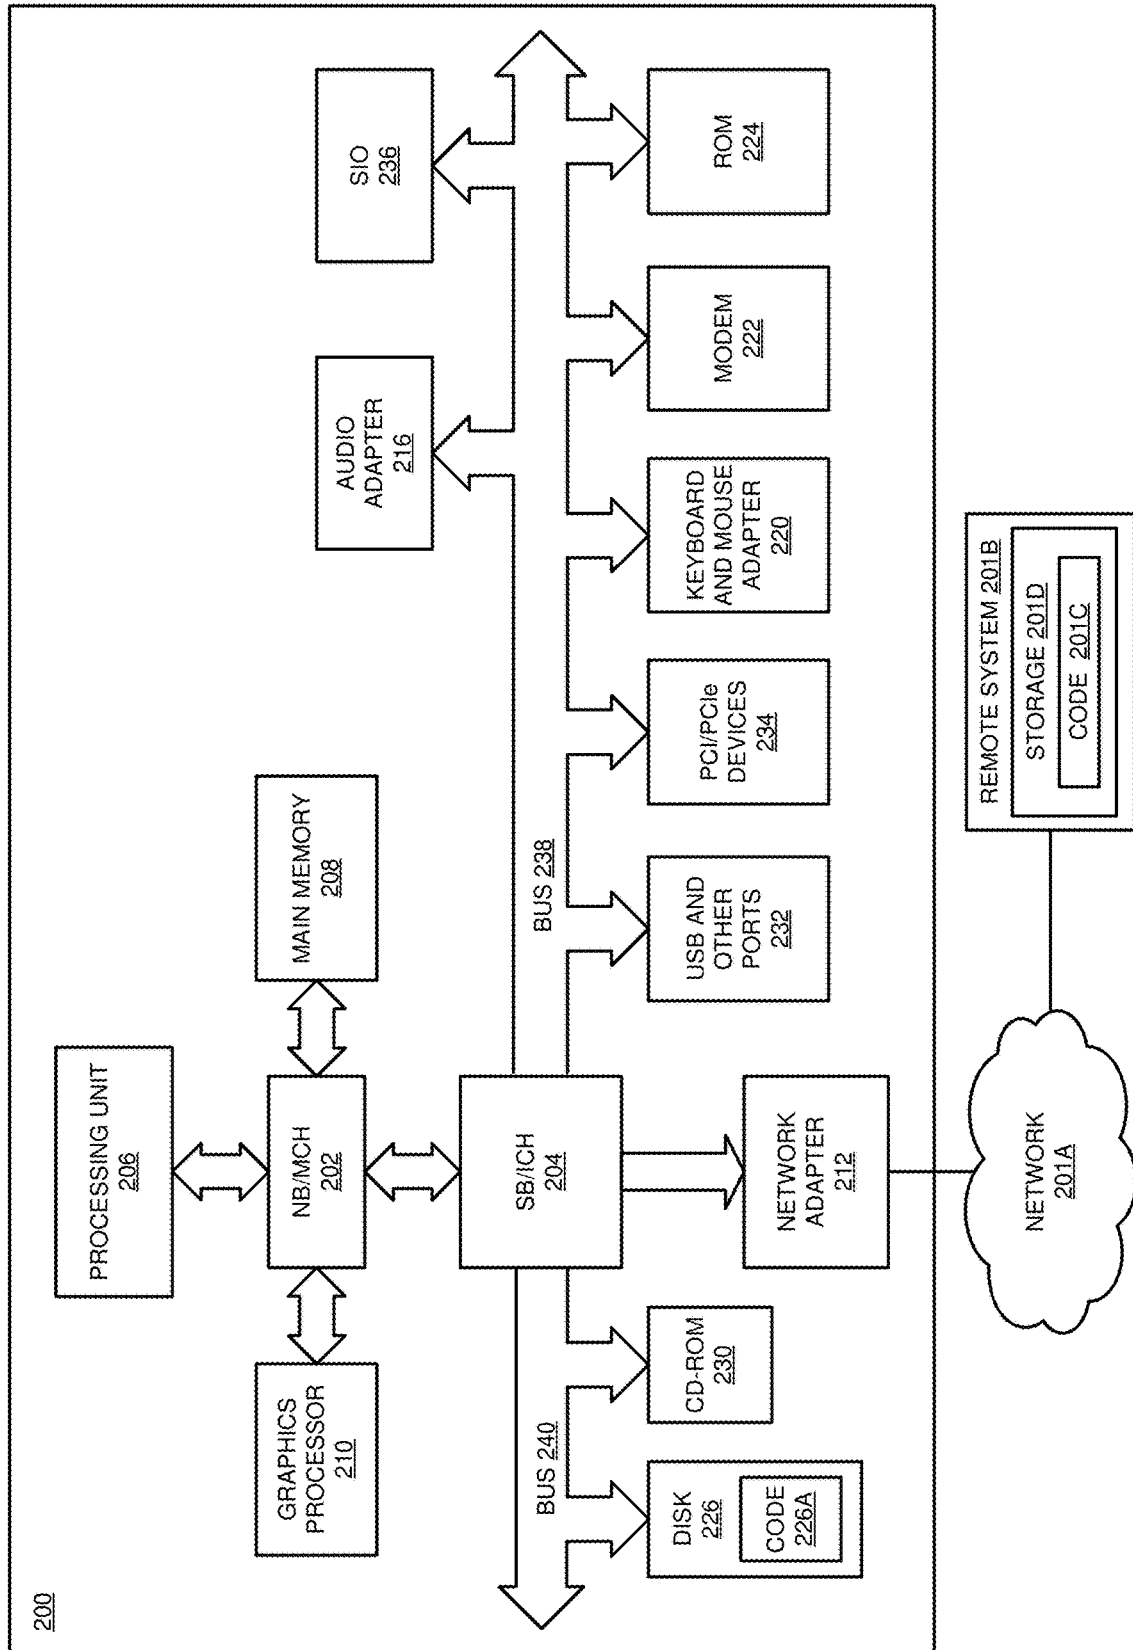 200
PROCESSING UNIT
206
GRAPHICS
PROCESSOR
210
NB/MCH
202
MAIN MEMORY
208
AUDIO
ADAPTER
216
SIO
236
SB/ICH
204
BUS 240
BUS 238
DISK
226
CODE
226A
CD-ROM
230
NETWORK
ADAPTER
212
USB AND
OTHER
PORTS
232
PCI/PCIe
DEVICES
234
KEYBOARD
AND MOUSE
ADAPTER
220
MODEM
222
ROM
224
NETWORK
201A
REMOTE SYSTEM 201B
STORAGE 201D
CODE 201C